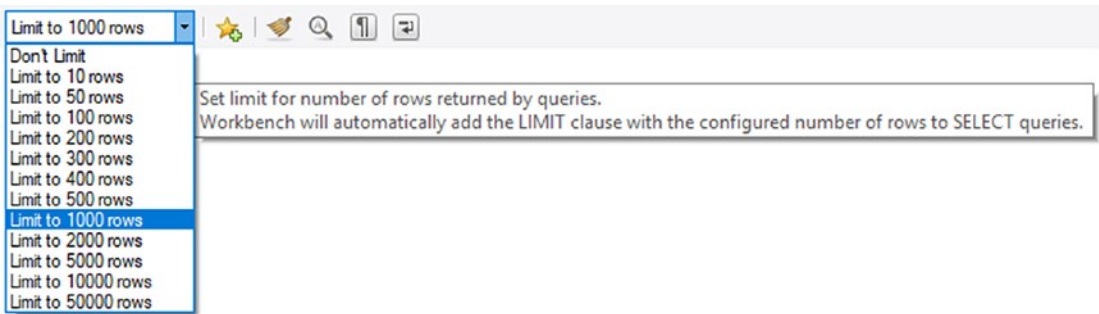 Limit to 1000 rows
Don't Limit
Limit to 10 rows
Limit to 50 rows
Limit to 100 rows
Limit to 200 rows
Limit to 300 rows
Limit to 400 rows
Limit to 500 rows
Limit to 1000 rows
Limit to 2000 rows
Limit to 5000 rows
Limit to 10000 rows
Limit to 50000 rows
Set limit for number of rows returned by queries.
Workbench will automatically add the LIMIT clause with the configured number of rows to SELECT queries.